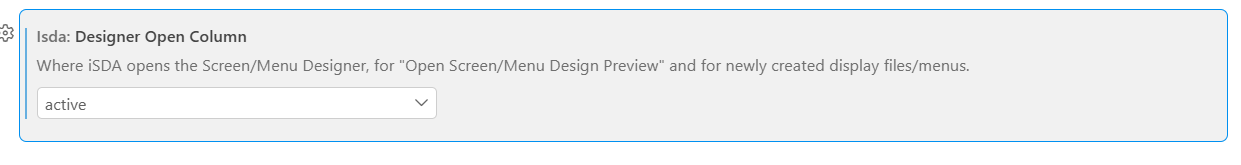 Isda: Designer Open Column
Where iSDA opens the Screen/Menu Designer, for "Open Screen/Menu Design Preview" and for newly created display files/menus.
active